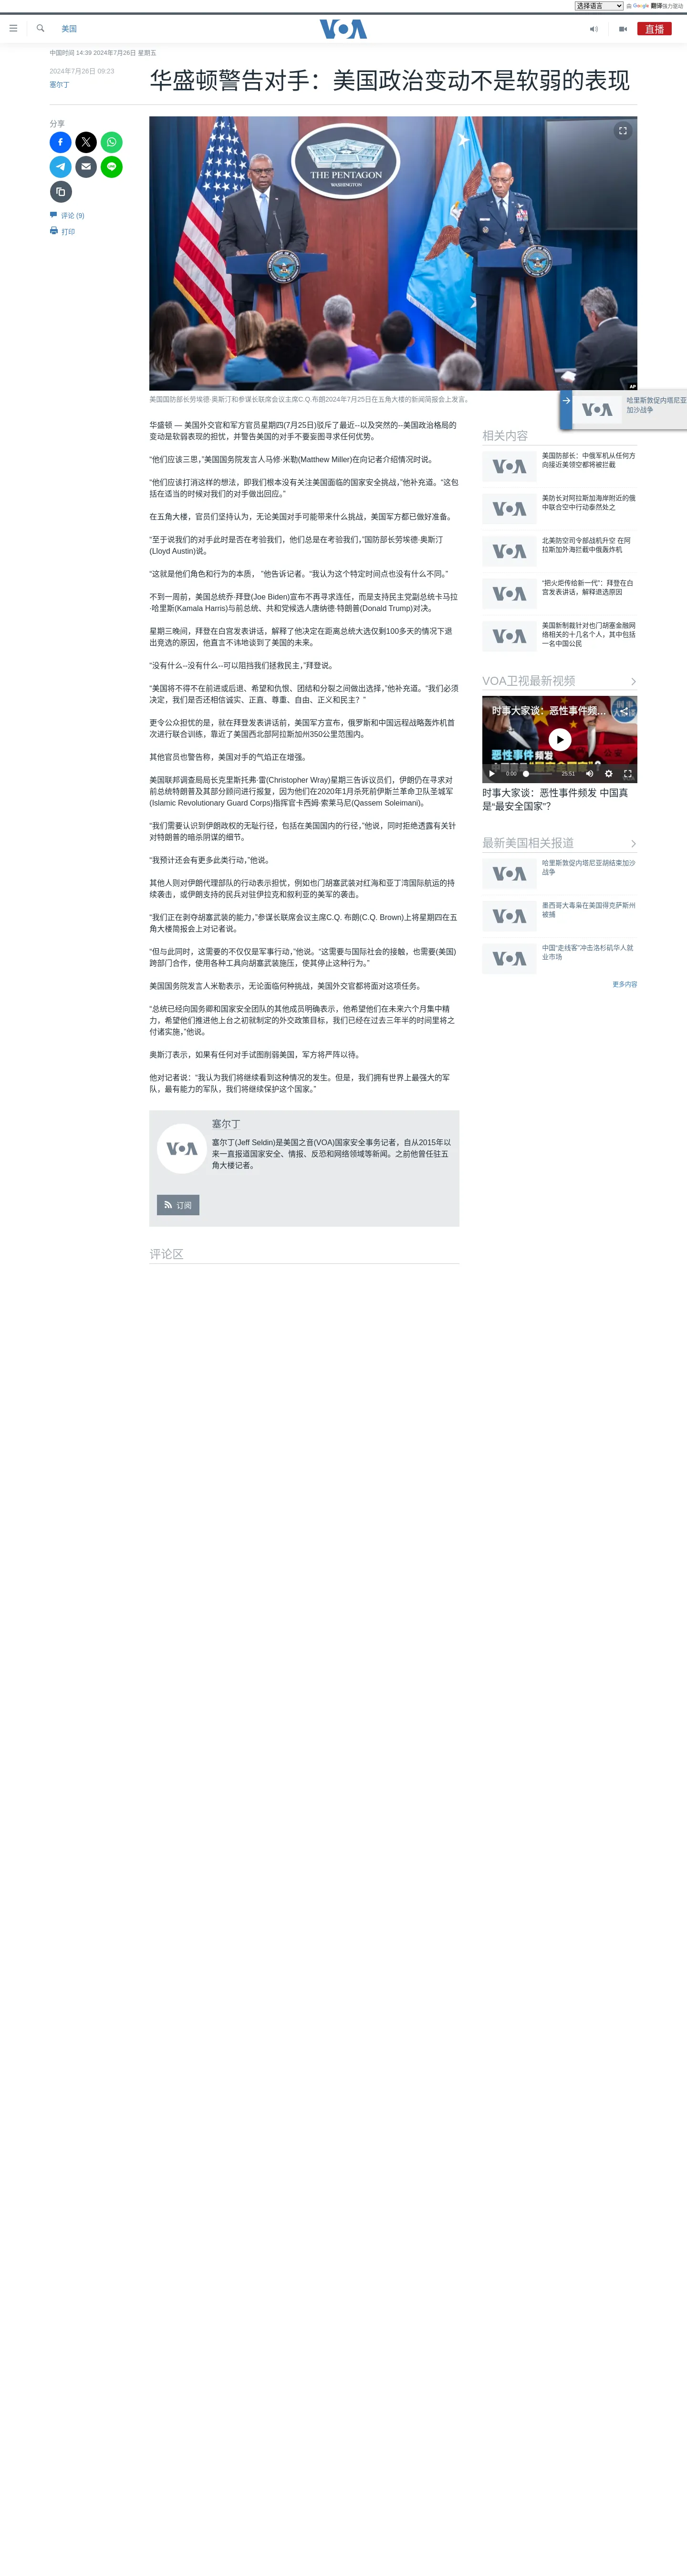 选择语言 由 Google 翻译强力驱动
美国 VOA 直播
中国时间 14:39 2024年7月26日 星期五
华盛顿警告对手：美国政治变动不是软弱的表现
2024年7月26日 09:23
塞尔丁
分享
评论 (9)
打印
THE PENTAGON
WASHINGTON
AP
美国国防部长劳埃德·奥斯汀和参谋长联席会议主席C.Q.布朗2024年7月25日在五角大楼的新闻简报会上发言。
VOA
哈里斯敦促内塔尼亚
加沙战争
华盛顿 — 美国外交官和军方官员星期四(7月25日)驳斥了最近--以及突然的--美国政治格局的
变动是软弱表现的担忧，并警告美国的对手不要妄图寻求任何优势。
“他们应该三思，”美国国务院发言人马修·米勒(Matthew Miller)在向记者介绍情况时说。
“他们应该打消这样的想法，即我们根本没有关注美国面临的国家安全挑战，”他补充道。“这包
括在适当的时候对我们的对手做出回应。”
在五角大楼，官员们坚持认为，无论美国对手可能带来什么挑战，美国军方都已做好准备。
“至于说我们的对手此时是否在考验我们，他们总是在考验我们，”国防部长劳埃德·奥斯汀
(Lloyd Austin)说。
“这就是他们角色和行为的本质， ”他告诉记者。“我认为这个特定时间点也没有什么不同。”
不到一周前，美国总统乔·拜登(Joe Biden)宣布不再寻求连任，而是支持民主党副总统卡马拉
·哈里斯(Kamala Harris)与前总统、共和党候选人唐纳德·特朗普(Donald Trump)对决。
星期三晚间，拜登在白宫发表讲话，解释了他决定在距离总统大选仅剩100多天的情况下退
出竞选的原因，他直言不讳地谈到了美国的未来。
“没有什么--没有什么--可以阻挡我们拯救民主，”拜登说。
“美国将不得不在前进或后退、希望和仇恨、团结和分裂之间做出选择，”他补充道。“我们必须
决定，我们是否还相信诚实、正直、尊重、自由、正义和民主？”
更令公众担忧的是，就在拜登发表讲话前，美国军方宣布，俄罗斯和中国远程战略轰炸机首
次进行联合训练，靠近了美国西北部阿拉斯加州350公里范围内。
其他官员也警告称，美国对手的气焰正在增强。
美国联邦调查局局长克里斯托弗·雷(Christopher Wray)星期三告诉议员们，伊朗仍在寻求对
前总统特朗普及其部分顾问进行报复，因为他们在2020年1月杀死前伊斯兰革命卫队圣城军
(Islamic Revolutionary Guard Corps)指挥官卡西姆·索莱马尼(Qassem Soleimani)。
“我们需要认识到伊朗政权的无耻行径，包括在美国国内的行径，”他说，同时拒绝透露有关针
对特朗普的暗杀阴谋的细节。
“我预计还会有更多此类行动，”他说。
其他人则对伊朗代理部队的行动表示担忧，例如也门胡塞武装对红海和亚丁湾国际航运的持
续袭击，或伊朗支持的民兵对驻伊拉克和叙利亚的美军的袭击。
“我们正在剥夺胡塞武装的能力，”参谋长联席会议主席C.Q. 布朗(C.Q. Brown)上将星期四在五
角大楼简报会上对记者说。
“但与此同时，这需要的不仅仅是军事行动，”他说。“这需要与国际社会的接触，也需要(美国)
跨部门合作，使用各种工具向胡塞武装施压，使其停止这种行为。”
美国国务院发言人米勒表示，无论面临何种挑战，美国外交官都将面对这项任务。
“总统已经向国务卿和国家安全团队的其他成员明确表示，他希望他们在未来六个月集中精
力，希望他们推进他上台之初就制定的外交政策目标，我们已经在过去三年半的时间里将之
付诸实施，”他说。
奥斯汀表示，如果有任何对手试图削弱美国，军方将严阵以待。
他对记者说：“我认为我们将继续看到这种情况的发生。但是，我们拥有世界上最强大的军
队，最有能力的军队，我们将继续保护这个国家。”
VOA
塞尔丁
塞尔丁(Jeff Seldin)是美国之音(VOA)国家安全事务记者，自从2015年以
来一直报道国家安全、情报、反恐和网络领域等新闻。之前他曾任驻五
角大楼记者。
订阅
评论区
相关内容
VOA
美国防部长：中俄军机从任何方
向接近美领空都将被拦截
VOA
美防长对阿拉斯加海岸附近的俄
中联合空中行动泰然处之
VOA
北美防空司令部战机升空 在阿
拉斯加外海拦截中俄轰炸机
VOA
“把火炬传给新一代”：拜登在白
宫发表讲话，解释退选原因
VOA
美国新制裁针对也门胡塞金融网
络相关的十几名个人，其中包括
一名中国公民
VOA卫视最新视频
时事大家谈：恶性事件频…
恶性事件频发
0:00 25:51
时事大家谈：恶性事件频发 中国真
是“最安全国家”？
最新美国相关报道
VOA
哈里斯敦促内塔尼亚胡结束加沙
战争
VOA
墨西哥大毒枭在美国得克萨斯州
被捕
VOA
中国“走线客”冲击洛杉矶华人就
业市场
更多内容